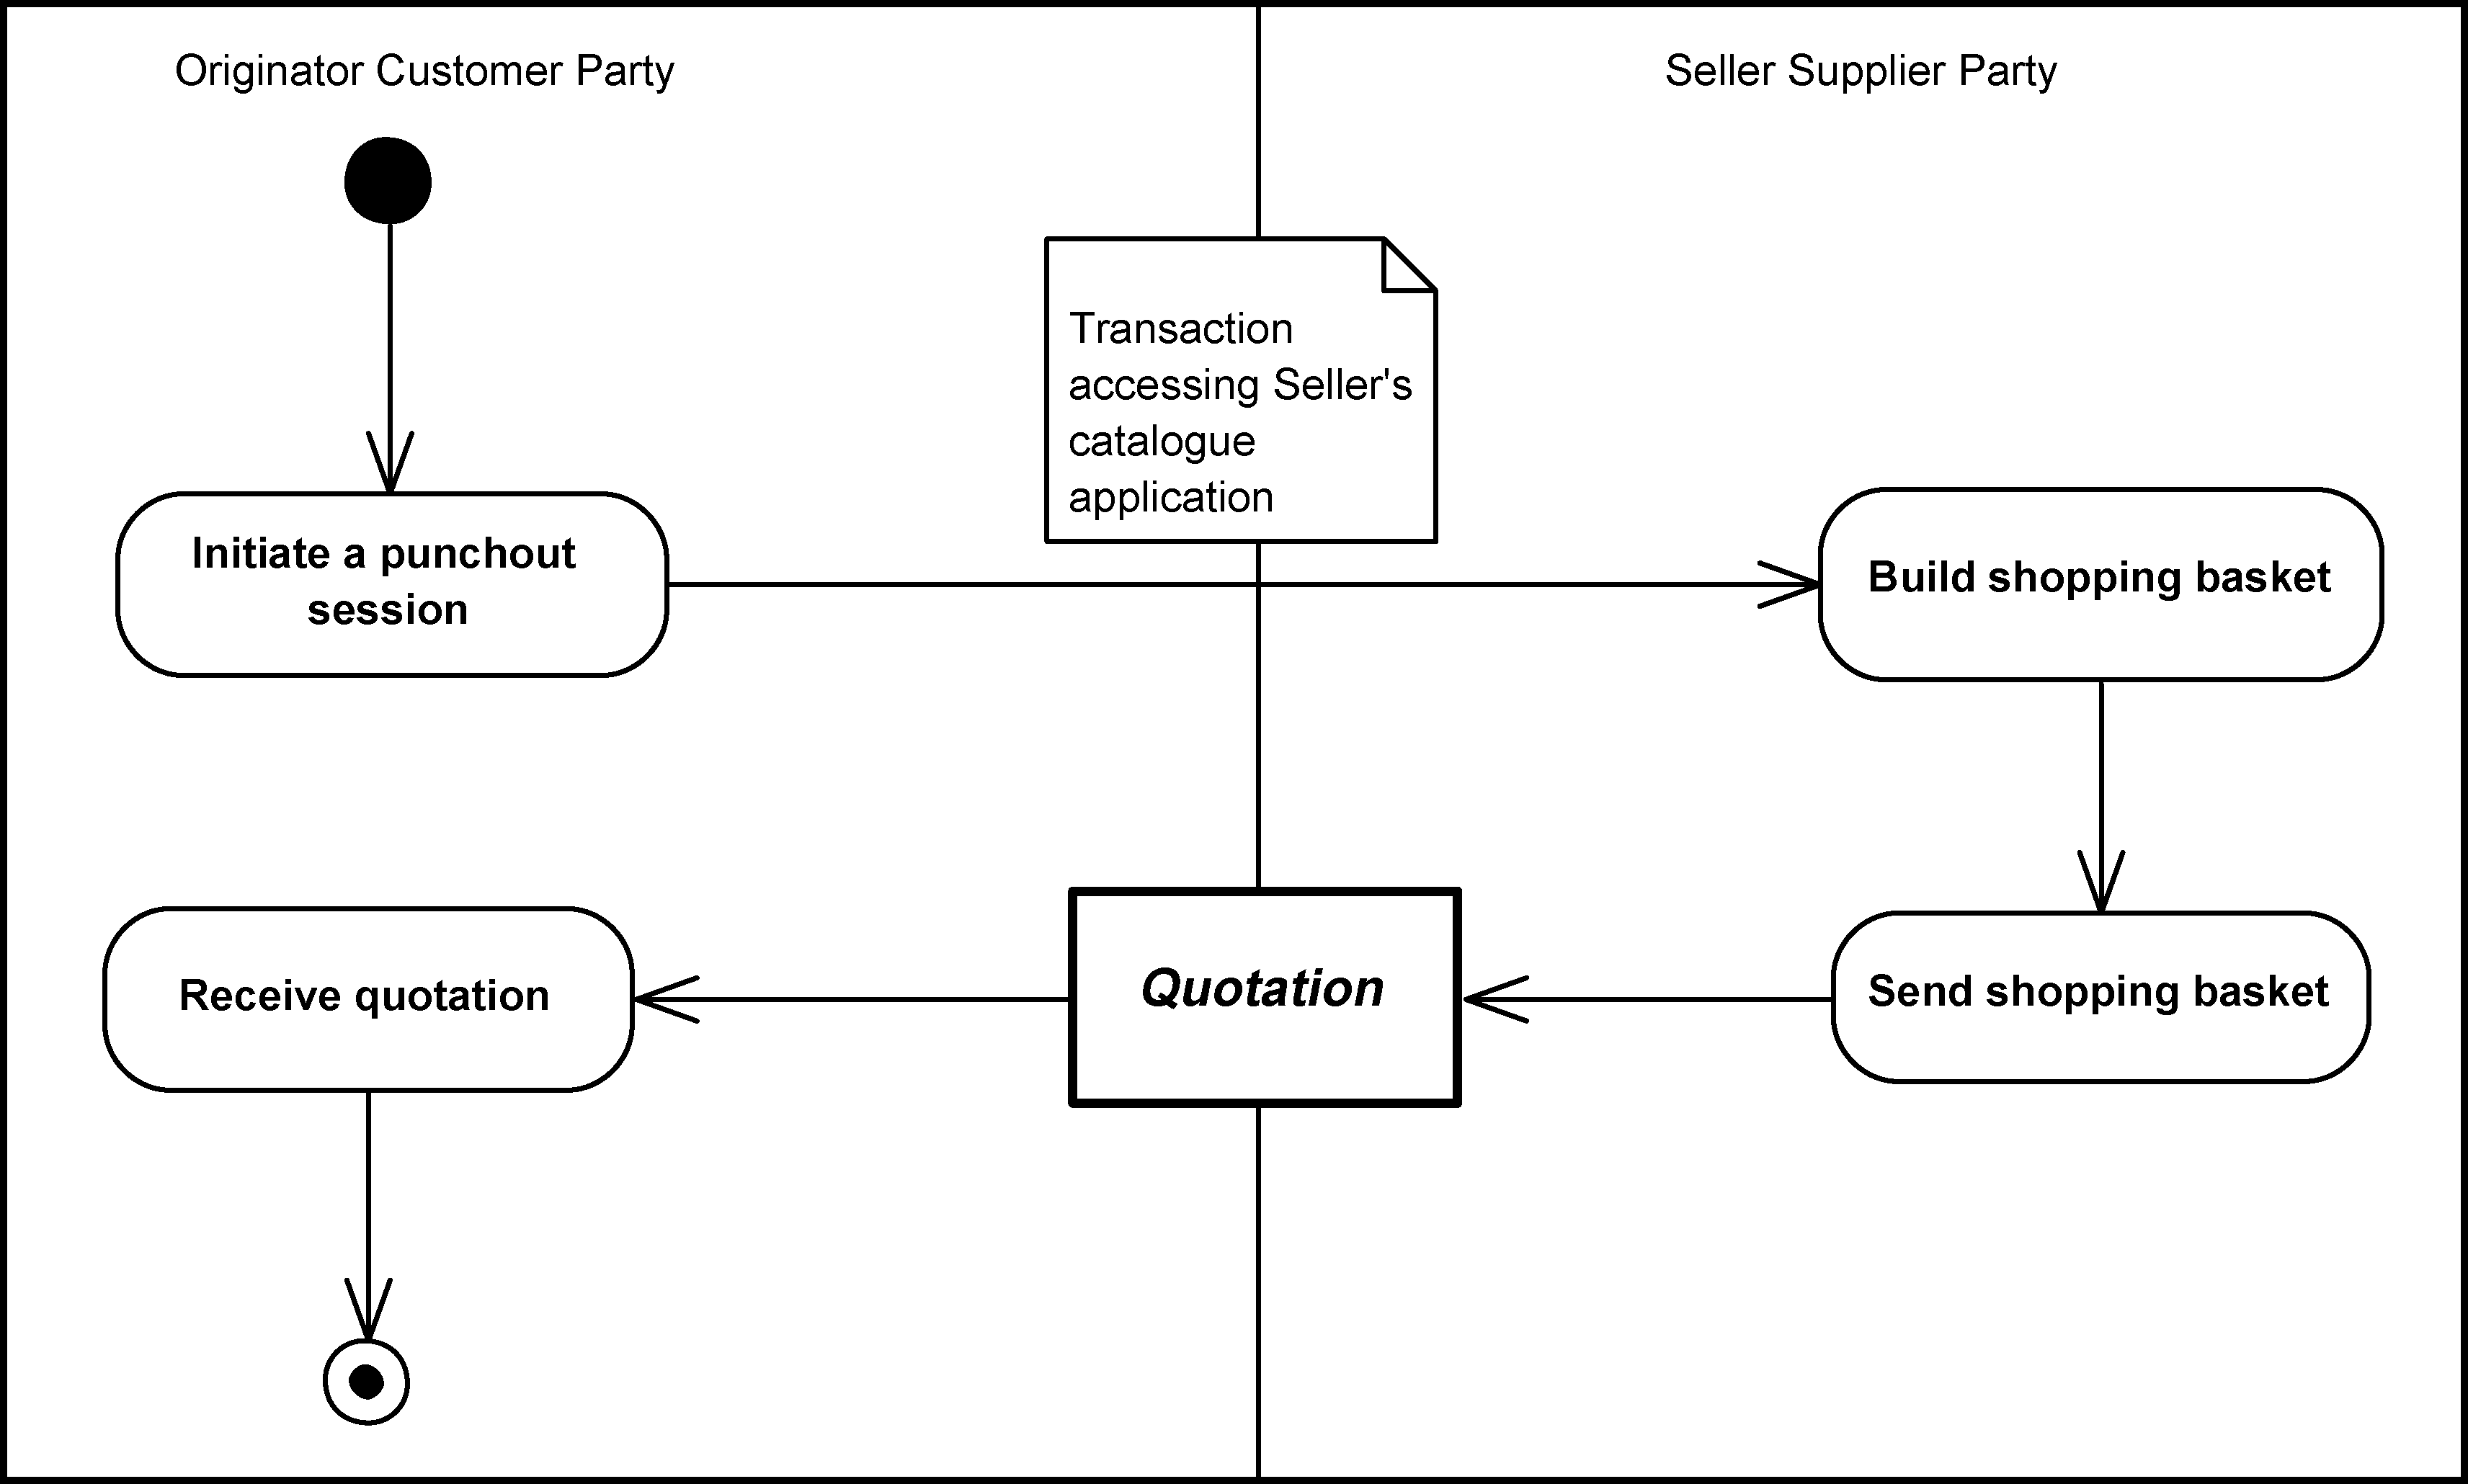 Originator Customer Party
Seller Supplier Party
Transaction
accessing Seller's
catalogue
application
Initiate a punchout
session
Build shopping basket
Receive quotation
Quotation
Send shopping basket